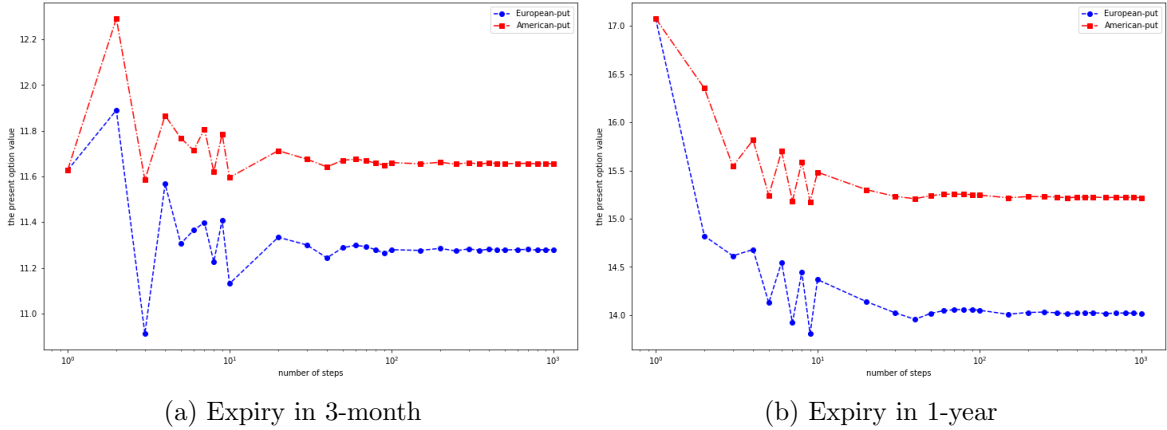 European-put
American-put
12.2
12.0
11.8
11.6
11.4
11.2
11.0
the present option value
10⁰
10¹
10²
10³
number of steps
(a) Expiry in 3-month
European-put
American-put
17.0
16.5
16.0
15.5
15.0
14.5
14.0
the present option value
10⁰
10¹
10²
10³
number of steps
(b) Expiry in 1-year